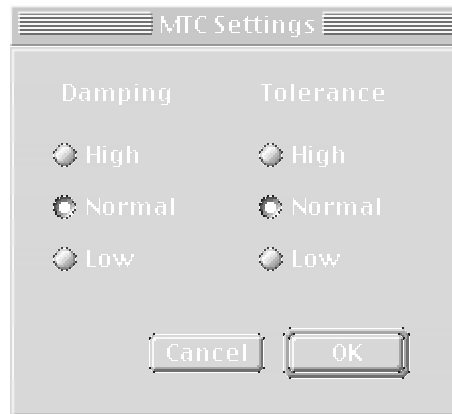 MTC Settings
Damping Tolerance
High High
Normal Normal
Low Low
Cancel OK